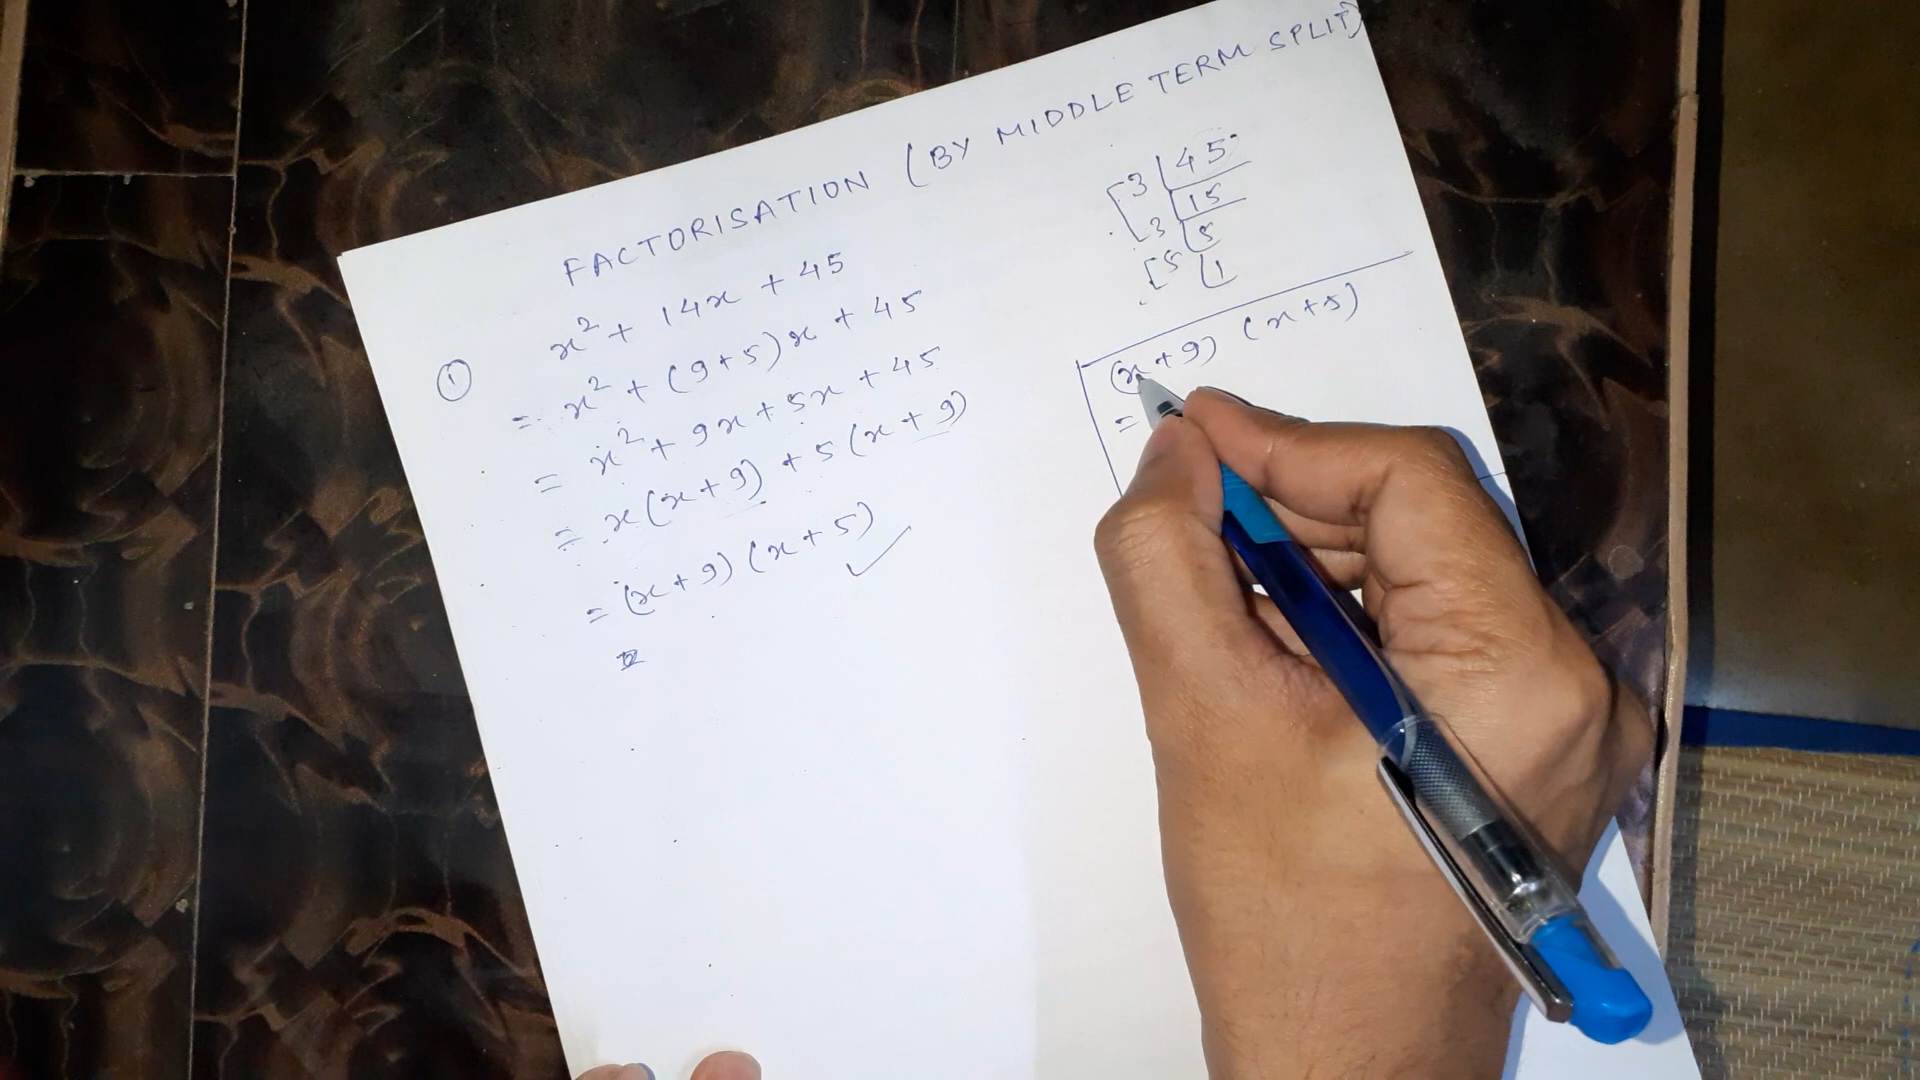 FACTORISATION (BY MIDDLE TERM SPLIT)
① x² + 14x + 45
= x² + (9+5)x + 45
= x² + 9x + 5x + 45
= x(x+9) + 5(x+9)
= (x+9) (x+5) ✓
3 | 45
3 | 15
5 | 5
1
(x+9) (x+5)
=